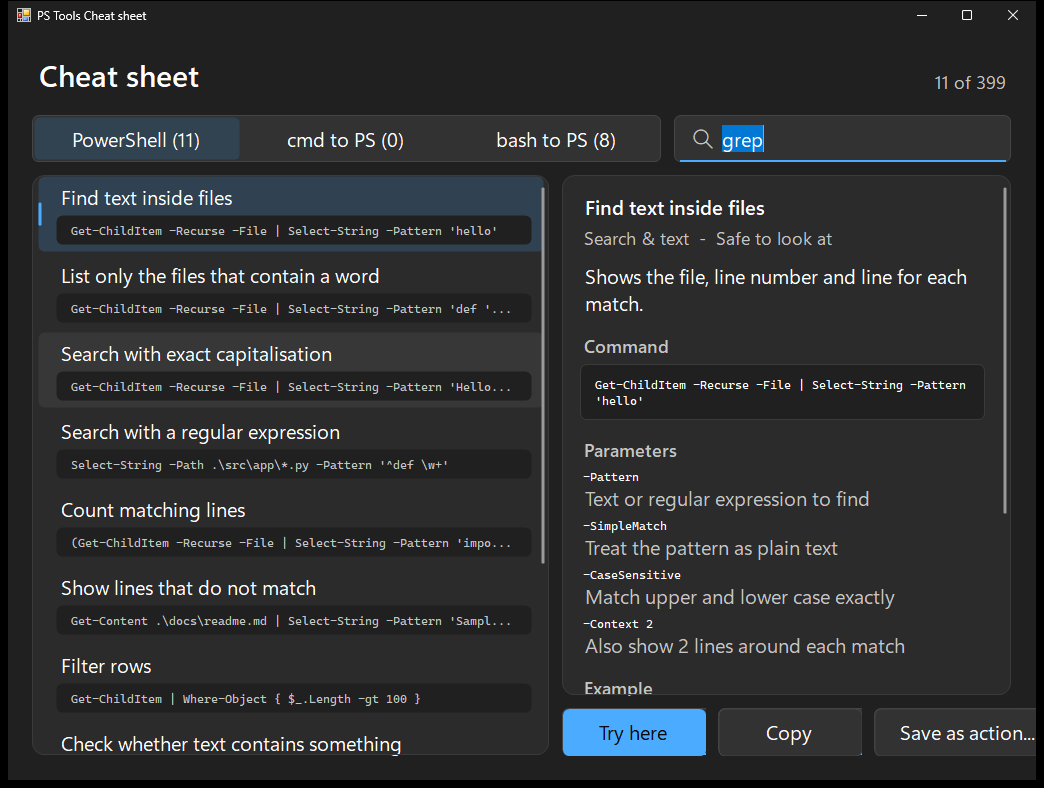 PS Tools Cheat sheet
Cheat sheet
11 of 399
PowerShell (11)
cmd to PS (0)
bash to PS (8)
grep
Find text inside files
Get-ChildItem -Recurse -File | Select-String -Pattern 'hello'
List only the files that contain a word
Get-ChildItem -Recurse -File | Select-String -Pattern 'def '...
Search with exact capitalisation
Get-ChildItem -Recurse -File | Select-String -Pattern 'Hello...
Search with a regular expression
Select-String -Path .\src\app\*.py -Pattern '^def \w+'
Count matching lines
(Get-ChildItem -Recurse -File | Select-String -Pattern 'impo...
Show lines that do not match
Get-Content .\docs\readme.md | Select-String -Pattern 'Sampl...
Filter rows
Get-ChildItem | Where-Object { $_.Length -gt 100 }
Check whether text contains something
Find text inside files
Search & text - Safe to look at
Shows the file, line number and line for each
match.
Command
Get-ChildItem -Recurse -File | Select-String -Pattern
'hello'
Parameters
-Pattern
Text or regular expression to find
-SimpleMatch
Treat the pattern as plain text
-CaseSensitive
Match upper and lower case exactly
-Context 2
Also show 2 lines around each match
Example
Try here
Copy
Save as action...